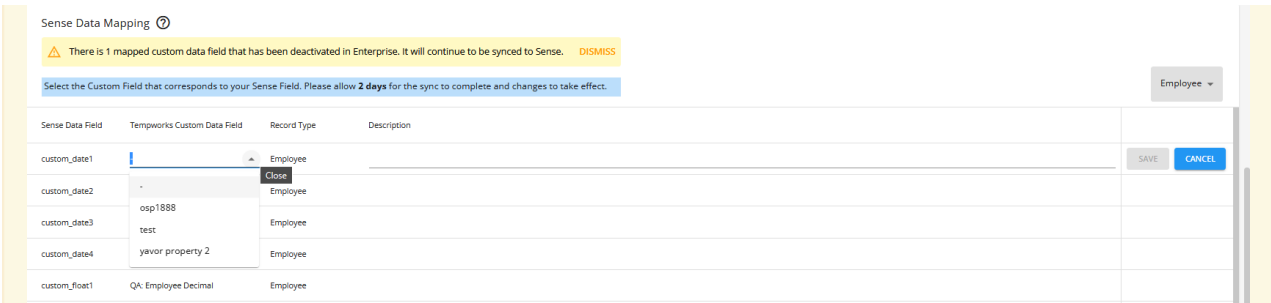 Sense Data Mapping
There is 1 mapped custom data field that has been deactivated in Enterprise. It will continue to be synced to Sense. DISMISS
Select the Custom Field that corresponds to your Sense Field. Please allow 2 days for the sync to complete and changes to take effect.
Employee
Sense Data Field Tempworks Custom Data Field Record Type Description
custom_date1 - Employee SAVE CANCEL
Close
custom_date2 - Employee
osp1888
custom_date3 test Employee
custom_date4 yavor property 2 Employee
custom_float1 QA: Employee Decimal Employee